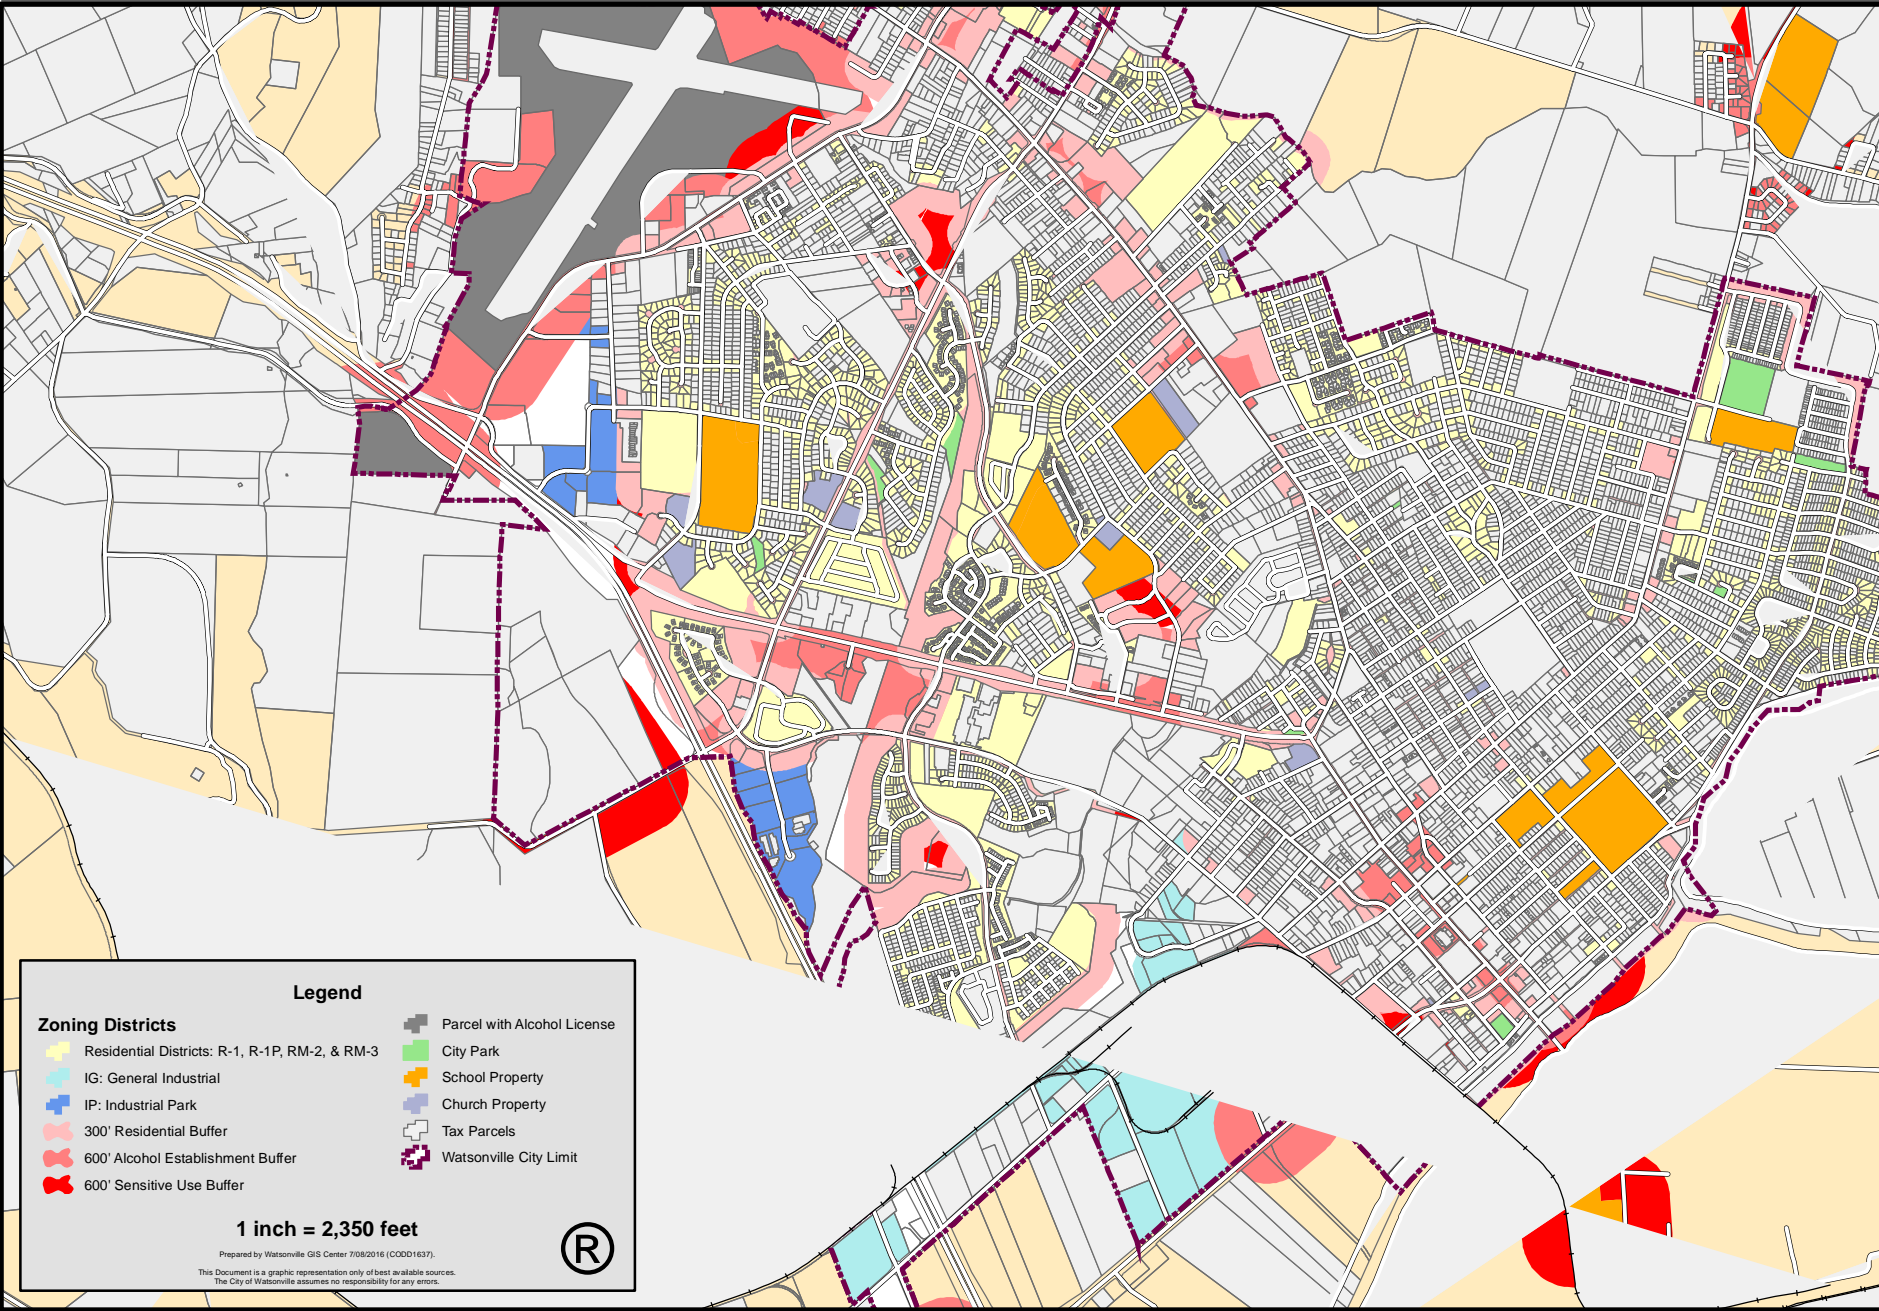 Legend
Zoning Districts
Residential Districts: R-1, R-1P, RM-2, & RM-3
IG: General Industrial
IP: Industrial Park
300' Residential Buffer
600' Alcohol Establishment Buffer
600' Sensitive Use Buffer
Parcel with Alcohol License
City Park
School Property
Church Property
Tax Parcels
Watsonville City Limit
1 inch = 2,350 feet
Prepared by Watsonville GIS Center 7/08/2016 (CODD1637).
This Document is a graphic representation only of best available sources.
The City of Watsonville assumes no responsibility for any errors.
®